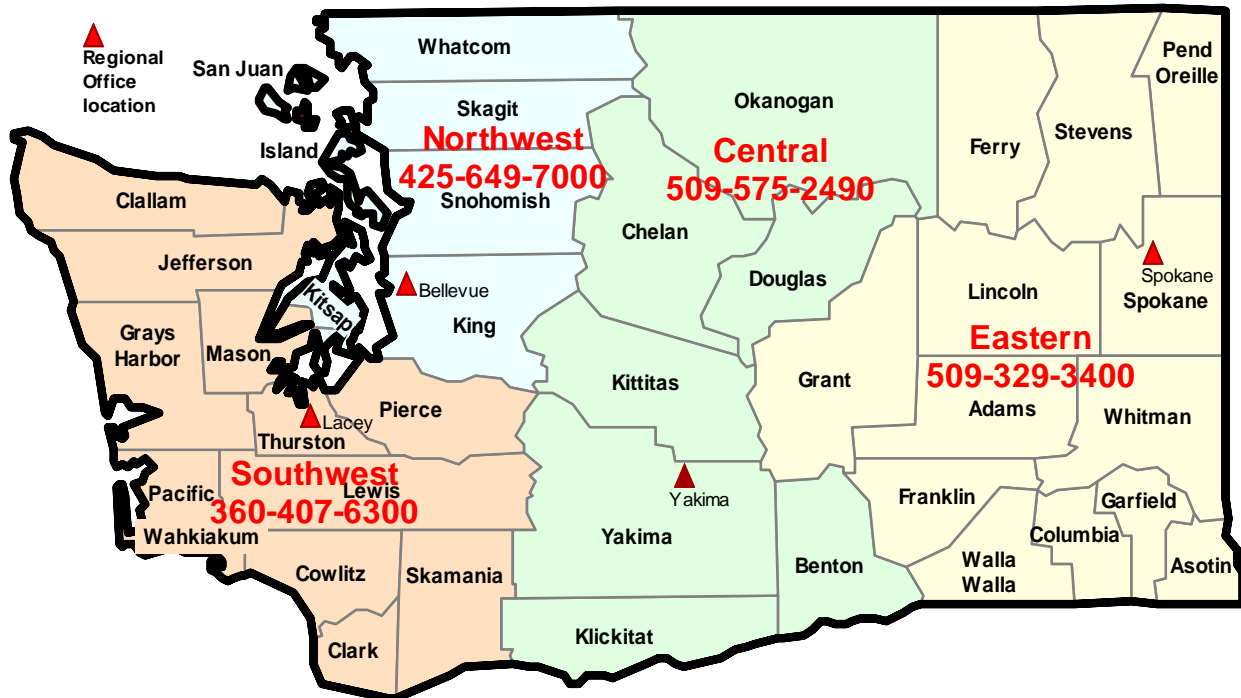 Regional
Office
location
San Juan
Island
Whatcom
Skagit
Northwest
425-649-7000
Snohomish
Okanogan
Central
509-575-2490
Chelan
Douglas
Ferry
Stevens
Pend
Oreille
Clallam
Jefferson
Kitsap
Bellevue
King
Grays
Harbor
Mason
Kittitas
Grant
Lincoln
Spokane
Spokane
Eastern
509-329-3400
Adams
Whitman
Pierce
Lacey
Thurston
Southwest
Lewis
360-407-6300
Pacific
Wahkiakum
Cowlitz
Skamania
Clark
Yakima
Yakima
Klickitat
Benton
Franklin
Walla
Walla
Columbia
Garfield
Asotin